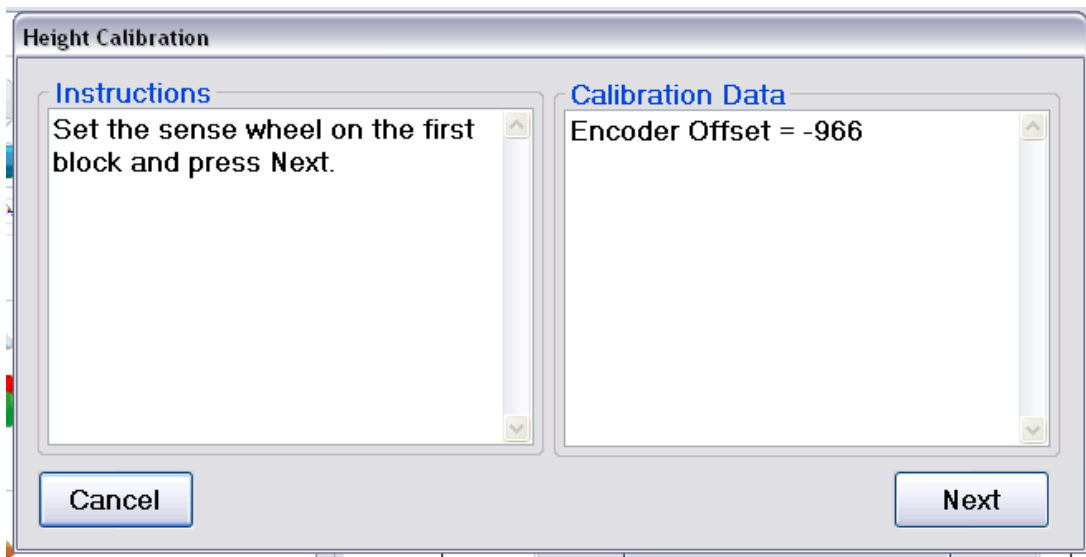 Height Calibration
Instructions
Set the sense wheel on the first
block and press Next.
Calibration Data
Encoder Offset = -966
Cancel
Next